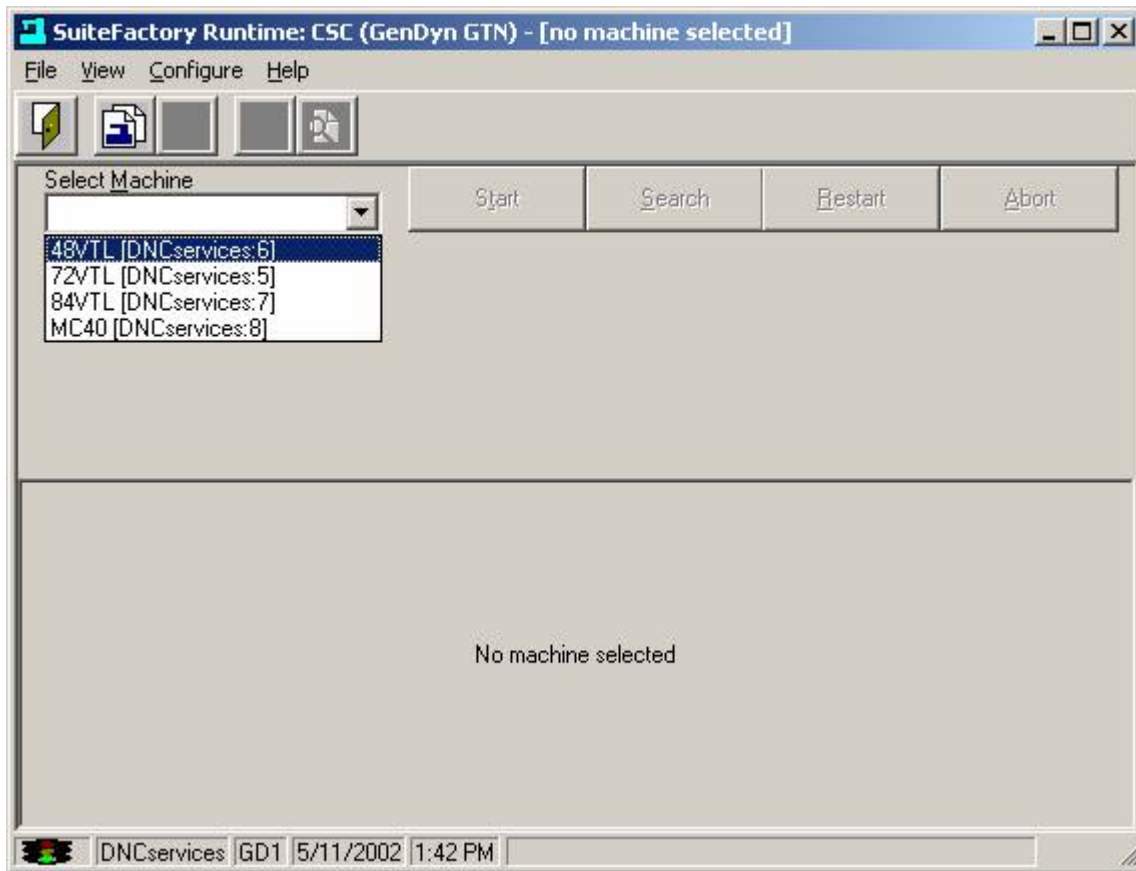 SuiteFactory Runtime: CSC (GenDyn GTN) - [no machine selected]
File View Configure Help
Select Machine
Start Search Restart Abort
48VTL [DNCservices:6]
72VTL [DNCservices:5]
84VTL [DNCservices:7]
MC40 [DNCservices:8]
No machine selected
DNCservices GD1 5/11/2002 1:42 PM